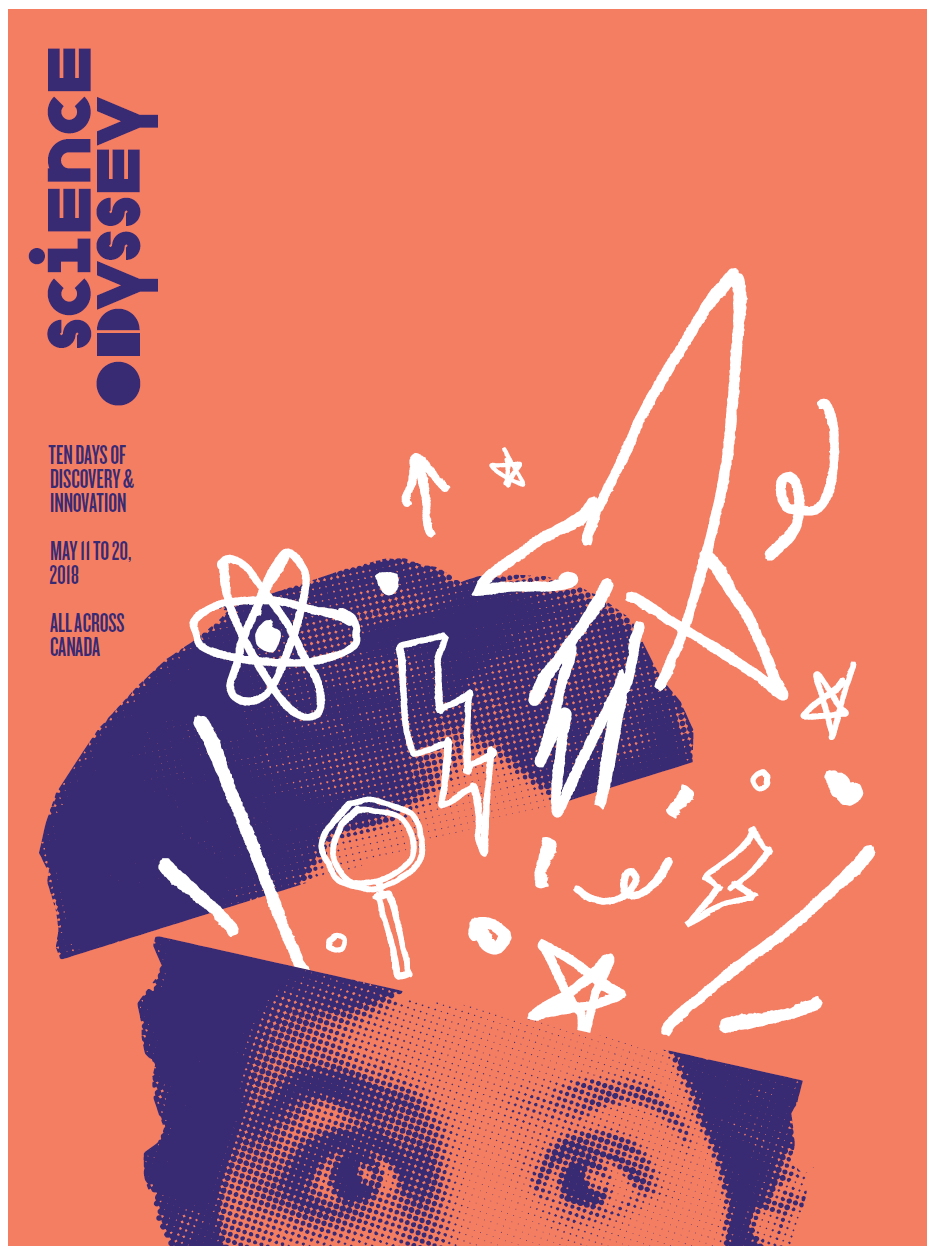 sciEncE
ODYSSEY
TEN DAYS OF
DISCOVERY &
INNOVATION
MAY 11 TO 20,
2018
ALL ACROSS
CANADA